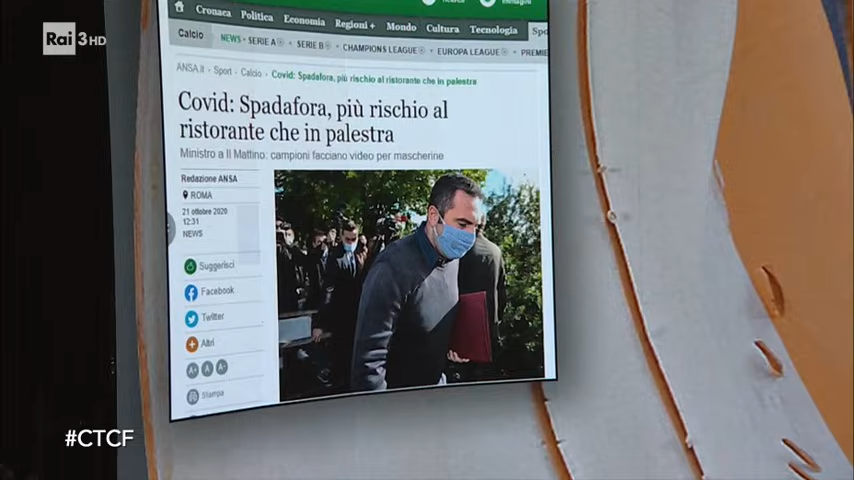 Rai 3 HD
Cronaca Politica Economia Regioni + Mondo Cultura Tecnologia
Calcio NEWS SERIE A SERIE B CHAMPIONS LEAGUE EUROPA LEAGUE
ANSA.it Sport Calcio Covid: Spadafora, più rischio al ristorante che in palestra
Covid: Spadafora, più rischio al
ristorante che in palestra
Ministro a Il Mattino: campioni facciano video per mascherine
Redazione ANSA
ROMA
21 ottobre 2020
12:31
NEWS
Suggerisci
Facebook
Twitter
Altri
A- A A+
Stampa
#CTCF